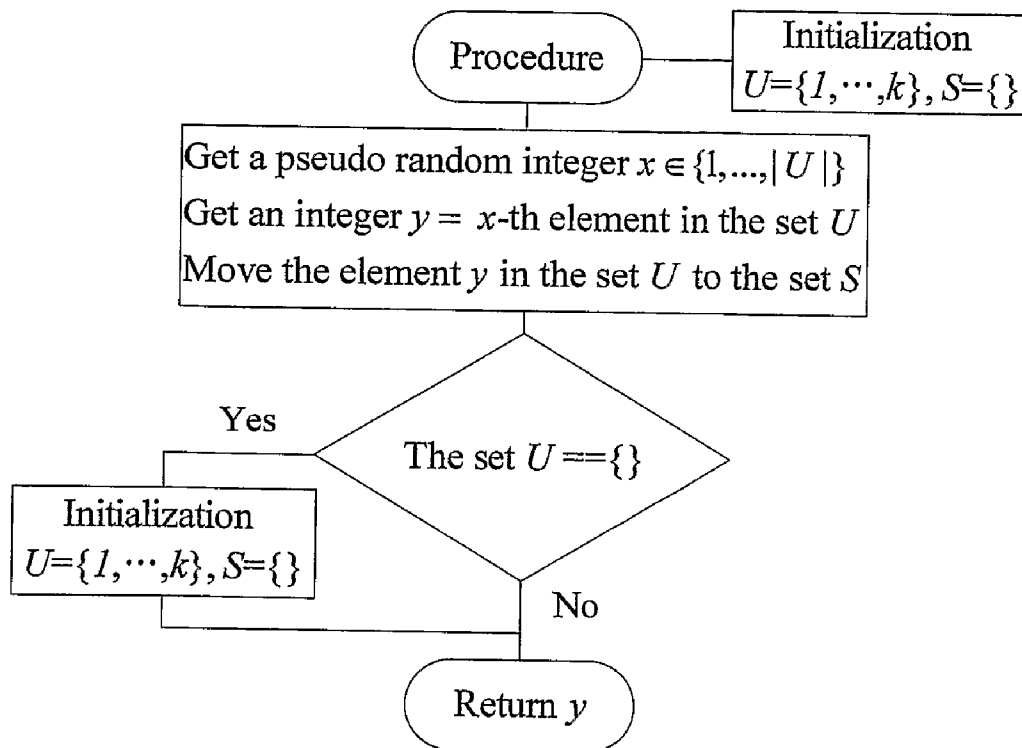 Procedure
Initialization
U={1,⋯,k}, S={}
Get a pseudo random integer x ∈ {1,...,| U |}
Get an integer y = x-th element in the set U
Move the element y in the set U to the set S
Yes
The set U =={}
Initialization
U={1,⋯,k}, S={}
No
Return y